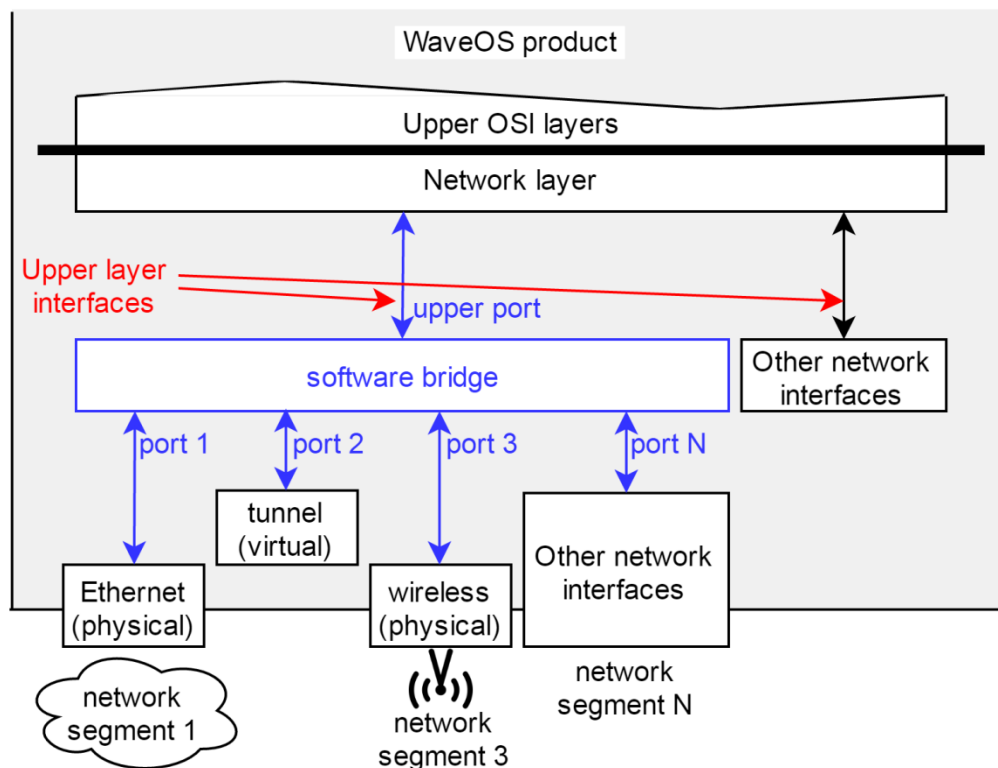 WaveOS product
Upper OSI layers
Network layer
Upper layer
interfaces
upper port
software bridge
Other network
interfaces
port 1
port 2
port 3
port N
tunnel
(virtual)
Ethernet
(physical)
wireless
(physical)
Other network
interfaces
network
segment 1
network
segment 3
network
segment N